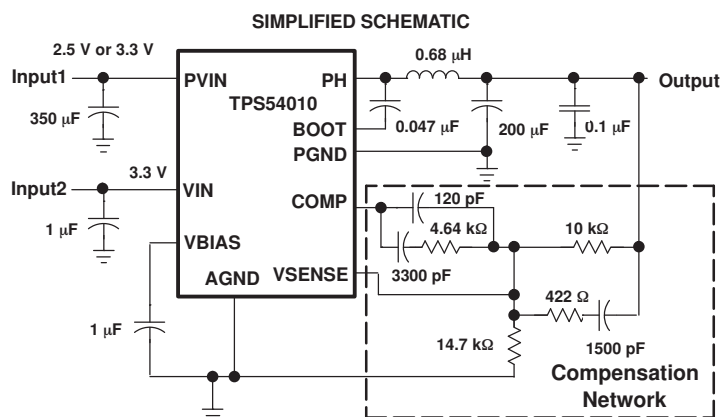 SIMPLIFIED SCHEMATIC
2.5 V or 3.3 V
0.68 μH
Input1
PVIN
PH
Output
TPS54010
350 μF
BOOT
0.047 μF
200 μF
0.1 μF
PGND
3.3 V
Input2
VIN
COMP
120 pF
1 μF
4.64 kΩ
10 kΩ
VBIAS
3300 pF
AGND
VSENSE
422 Ω
1 μF
14.7 kΩ
1500 pF
Compensation
Network